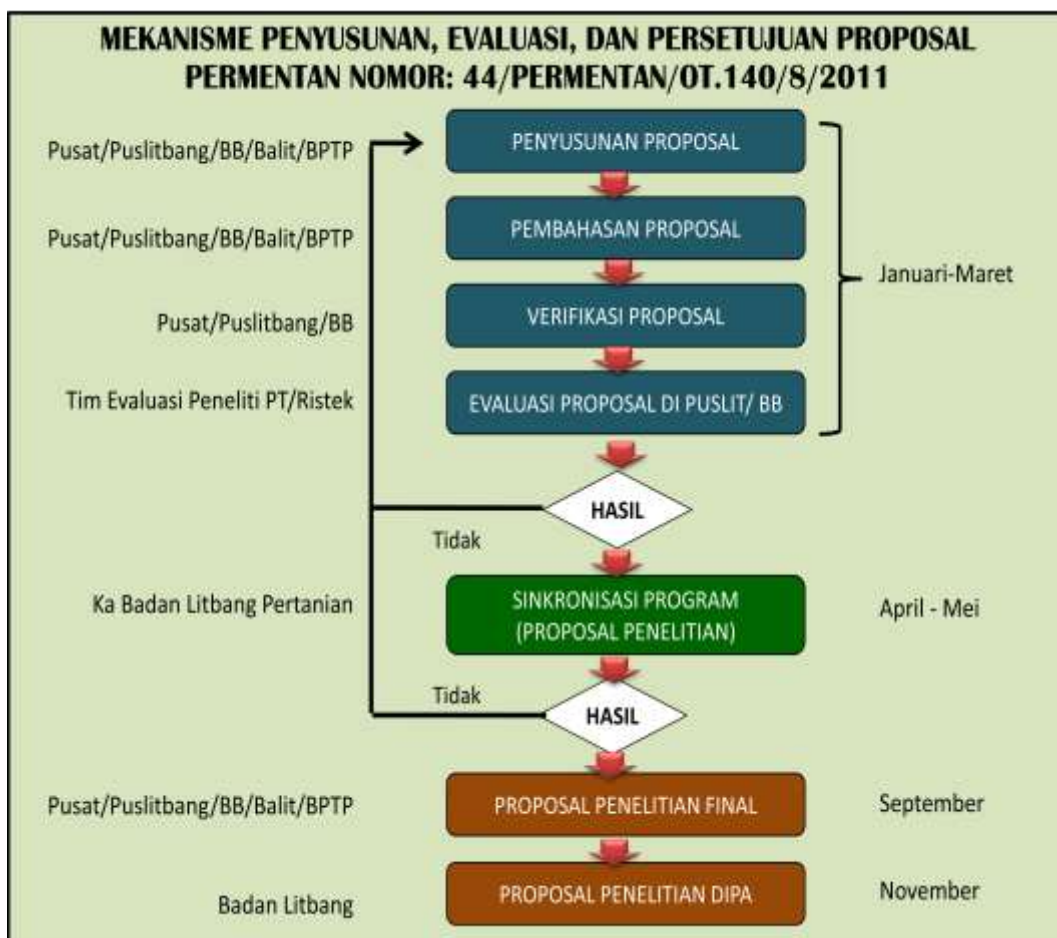 MEKANISME PENYUSUNAN, EVALUASI, DAN PERSETUJUAN PROPOSAL
PERMENTAN NOMOR: 44/PERMENTAN/OT.140/8/2011
Pusat/Puslitbang/BB/Balit/BPTP
PENYUSUNAN PROPOSAL
Pusat/Puslitbang/BB/Balit/BPTP
PEMBAHASAN PROPOSAL
Januari-Maret
Pusat/Puslitbang/BB
VERIFIKASI PROPOSAL
Tim Evaluasi Peneliti PT/Ristek
EVALUASI PROPOSAL DI PUSLIT/ BB
HASIL
Tidak
Ka Badan Litbang Pertanian
SINKRONISASI PROGRAM
(PROPOSAL PENELITIAN)
April - Mei
Tidak
HASIL
Pusat/Puslitbang/BB/Balit/BPTP
PROPOSAL PENELITIAN FINAL
September
Badan Litbang
PROPOSAL PENELITIAN DIPA
November